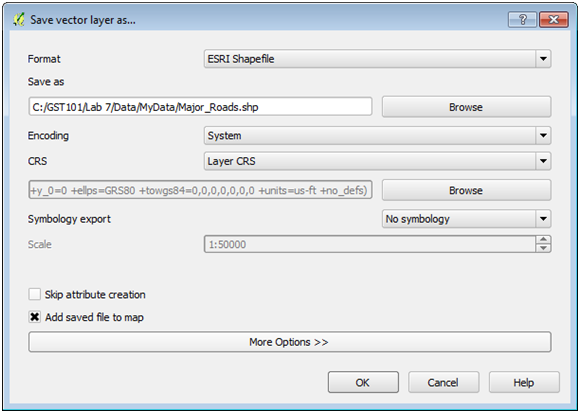 Save vector layer as...
Format
ESRI Shapefile
Save as
C:/GST101/Lab 7/Data/MyData/Major_Roads.shp
Browse
Encoding
System
CRS
Layer CRS
+y_0=0 +ellps=GRS80 +towgs84=0,0,0,0,0,0,0 +units=us-ft +no_defs)
Browse
Symbology export
No symbology
Scale
1:50000
Skip attribute creation
Add saved file to map
More Options >>
OK
Cancel
Help